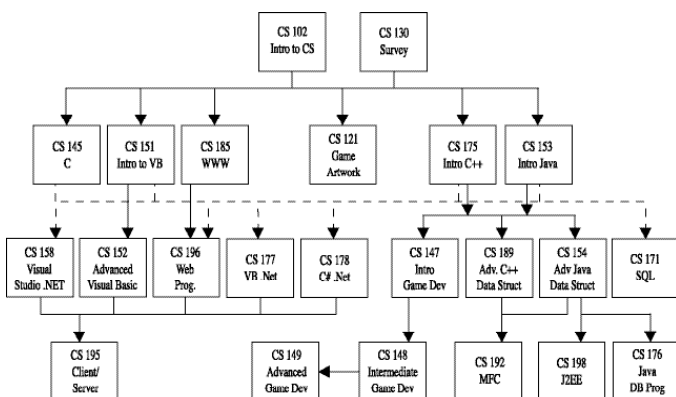 CS 102
Intro to CS
CS 130
Survey
CS 145
C
CS 151
Intro to VB
CS 185
WWW
CS 121
Game
Artwork
CS 175
Intro C++
CS 153
Intro Java
CS 158
Visual
Studio .NET
CS 152
Advanced
Visual Basic
CS 196
Web
Prog.
CS 177
VB .Net
CS 178
C# .Net
CS 147
Intro
Game Dev
CS 189
Adv. C++
Data Struct
CS 154
Adv Java
Data Struct
CS 171
SQL
CS 195
Client/
Server
CS 149
Advanced
Game Dev
CS 148
Intermediate
Game Dev
CS 192
MFC
CS 198
J2EE
CS 176
Java
DB Prog